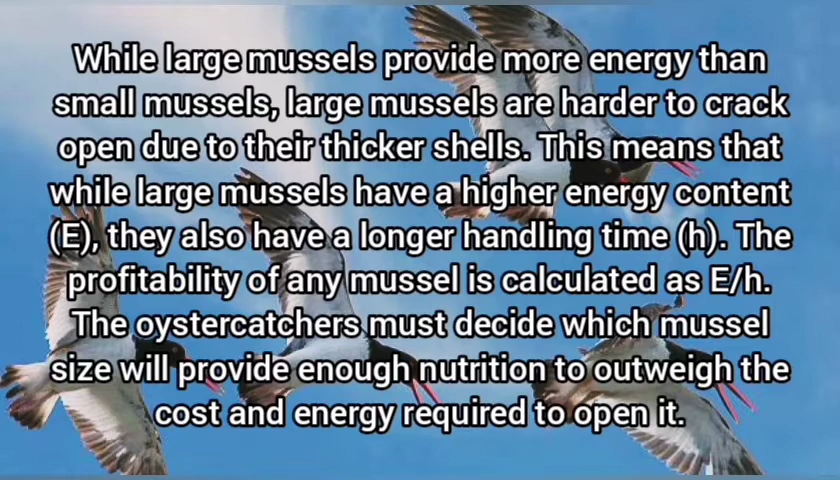 While large mussels provide more energy than
small mussels, large mussels are harder to crack
open due to their thicker shells. This means that
while large mussels have a higher energy content
(E), they also have a longer handling time (h). The
profitability of any mussel is calculated as E/h.
The oystercatchers must decide which mussel
size will provide enough nutrition to outweigh the
cost and energy required to open it.